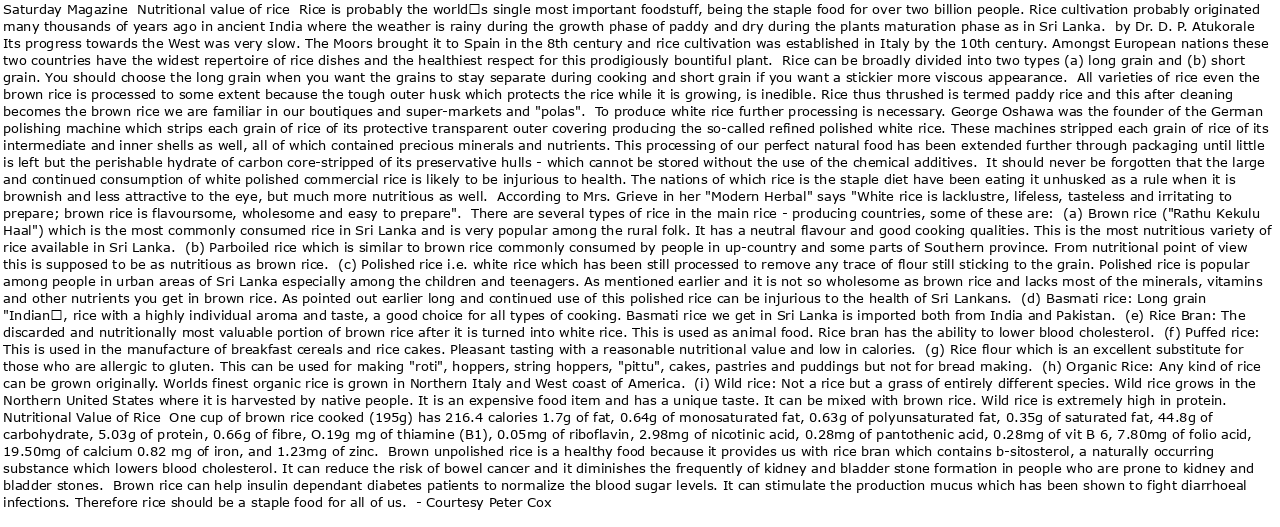 Saturday Magazine  Nutritional value of rice  Rice is probably the world□s single most important foodstuff, being the staple food for over two billion people. Rice cultivation probably originated
many thousands of years ago in ancient India where the weather is rainy during the growth phase of paddy and dry during the plants maturation phase as in Sri Lanka.  by Dr. D. P. Atukorale
Its progress towards the West was very slow. The Moors brought it to Spain in the 8th century and rice cultivation was established in Italy by the 10th century. Amongst European nations these
two countries have the widest repertoire of rice dishes and the healthiest respect for this prodigiously bountiful plant.  Rice can be broadly divided into two types (a) long grain and (b) short
grain. You should choose the long grain when you want the grains to stay separate during cooking and short grain if you want a stickier more viscous appearance.  All varieties of rice even the
brown rice is processed to some extent because the tough outer husk which protects the rice while it is growing, is inedible. Rice thus thrushed is termed paddy rice and this after cleaning
becomes the brown rice we are familiar in our boutiques and super-markets and "polas".  To produce white rice further processing is necessary. George Oshawa was the founder of the German
polishing machine which strips each grain of rice of its protective transparent outer covering producing the so-called refined polished white rice. These machines stripped each grain of rice of its
intermediate and inner shells as well, all of which contained precious minerals and nutrients. This processing of our perfect natural food has been extended further through packaging until little
is left but the perishable hydrate of carbon core-stripped of its preservative hulls - which cannot be stored without the use of the chemical additives.  It should never be forgotten that the large
and continued consumption of white polished commercial rice is likely to be injurious to health. The nations of which rice is the staple diet have been eating it unhusked as a rule when it is
brownish and less attractive to the eye, but much more nutritious as well.  According to Mrs. Grieve in her "Modern Herbal" says "White rice is lacklustre, lifeless, tasteless and irritating to
prepare; brown rice is flavoursome, wholesome and easy to prepare".  There are several types of rice in the main rice - producing countries, some of these are:  (a) Brown rice ("Rathu Kekulu
Haal") which is the most commonly consumed rice in Sri Lanka and is very popular among the rural folk. It has a neutral flavour and good cooking qualities. This is the most nutritious variety of
rice available in Sri Lanka.  (b) Parboiled rice which is similar to brown rice commonly consumed by people in up-country and some parts of Southern province. From nutritional point of view
this is supposed to be as nutritious as brown rice.  (c) Polished rice i.e. white rice which has been still processed to remove any trace of flour still sticking to the grain. Polished rice is popular
among people in urban areas of Sri Lanka especially among the children and teenagers. As mentioned earlier and it is not so wholesome as brown rice and lacks most of the minerals, vitamins
and other nutrients you get in brown rice. As pointed out earlier long and continued use of this polished rice can be injurious to the health of Sri Lankans.  (d) Basmati rice: Long grain
"Indian□, rice with a highly individual aroma and taste, a good choice for all types of cooking. Basmati rice we get in Sri Lanka is imported both from India and Pakistan.  (e) Rice Bran: The
discarded and nutritionally most valuable portion of brown rice after it is turned into white rice. This is used as animal food. Rice bran has the ability to lower blood cholesterol.  (f) Puffed rice:
This is used in the manufacture of breakfast cereals and rice cakes. Pleasant tasting with a reasonable nutritional value and low in calories.  (g) Rice flour which is an excellent substitute for
those who are allergic to gluten. This can be used for making "roti", hoppers, string hoppers, "pittu", cakes, pastries and puddings but not for bread making.  (h) Organic Rice: Any kind of rice
can be grown originally. Worlds finest organic rice is grown in Northern Italy and West coast of America.  (i) Wild rice: Not a rice but a grass of entirely different species. Wild rice grows in the
Northern United States where it is harvested by native people. It is an expensive food item and has a unique taste. It can be mixed with brown rice. Wild rice is extremely high in protein.
Nutritional Value of Rice  One cup of brown rice cooked (195g) has 216.4 calories 1.7g of fat, 0.64g of monosaturated fat, 0.63g of polyunsaturated fat, 0.35g of saturated fat, 44.8g of
carbohydrate, 5.03g of protein, 0.66g of fibre, O.19g mg of thiamine (B1), 0.05mg of riboflavin, 2.98mg of nicotinic acid, 0.28mg of pantothenic acid, 0.28mg of vit B 6, 7.80mg of folio acid,
19.50mg of calcium 0.82 mg of iron, and 1.23mg of zinc.  Brown unpolished rice is a healthy food because it provides us with rice bran which contains b-sitosterol, a naturally occurring
substance which lowers blood cholesterol. It can reduce the risk of bowel cancer and it diminishes the frequently of kidney and bladder stone formation in people who are prone to kidney and
bladder stones.  Brown rice can help insulin dependant diabetes patients to normalize the blood sugar levels. It can stimulate the production mucus which has been shown to fight diarrhoeal
infections. Therefore rice should be a staple food for all of us.  - Courtesy Peter Cox